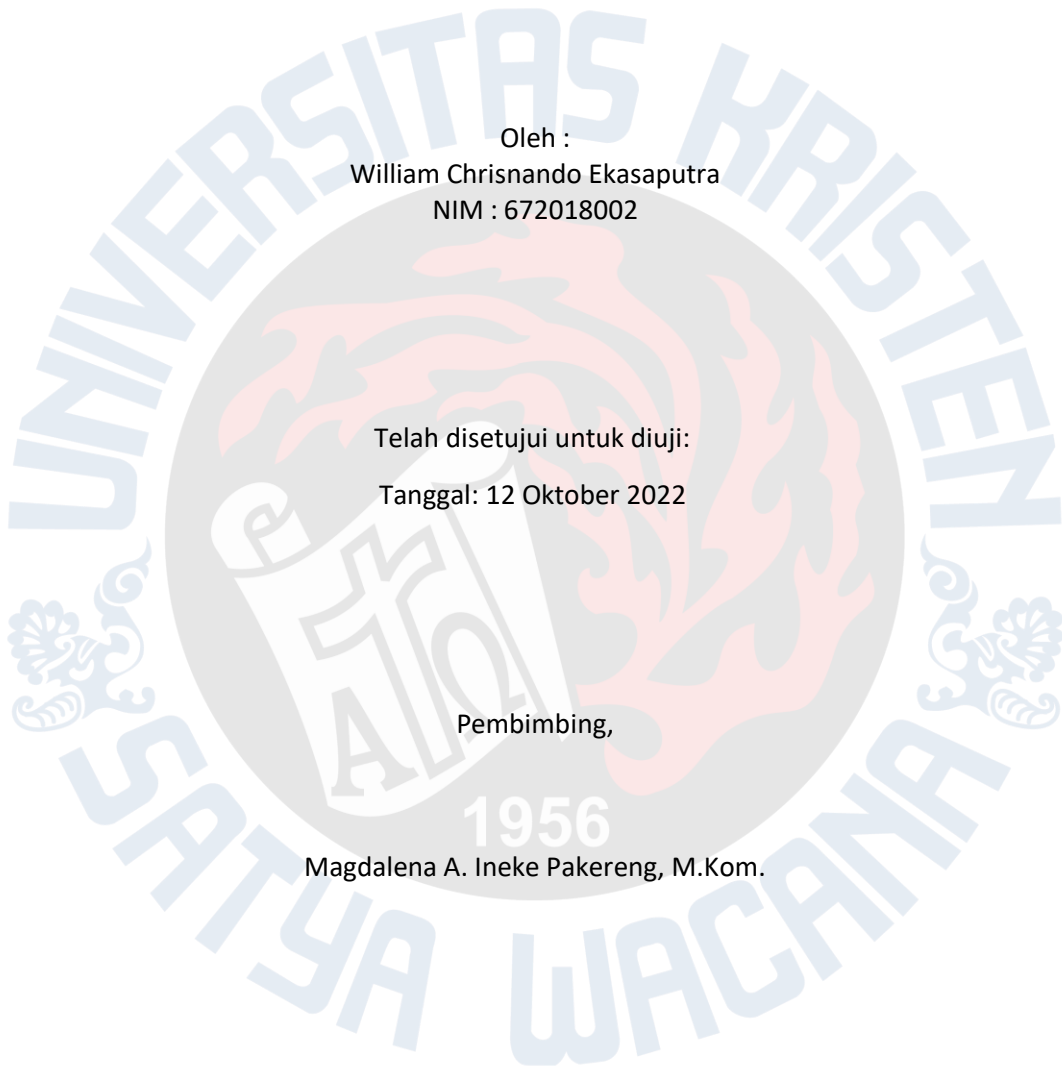 UNIVERSITAS KRISTEN
Oleh :
William Chrisnando Ekasaputra
NIM : 672018002
Telah disetujui untuk diuji:
Tanggal: 12 Oktober 2022
Pembimbing,
A Ω
1956
Magdalena A. Ineke Pakereng, M.Kom.
SATYA WACANA